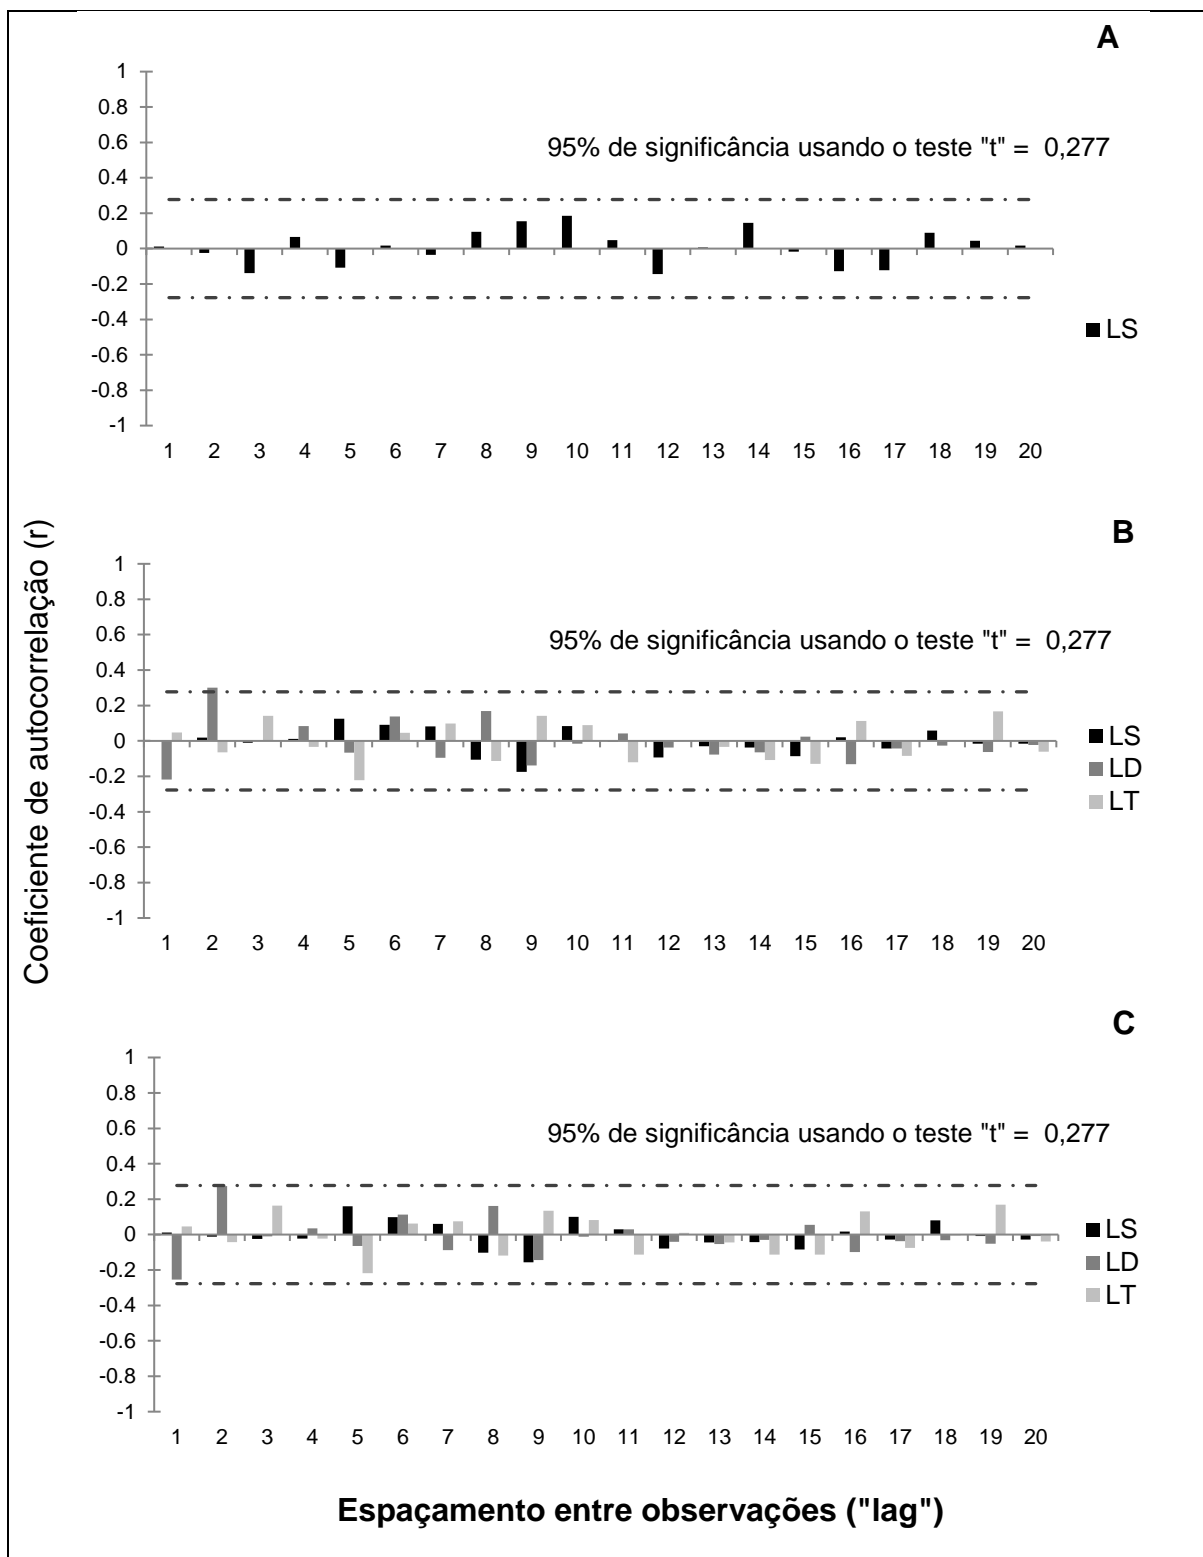 A
1
0.8
0.6
95% de significância usando o teste "t" = 0,277
0.4
0.2
0
-0.2
-0.4
LS
-0.6
-0.8
-1
1 2 3 4 5 6 7 8 9 10 11 12 13 14 15 16 17 18 19 20
Coeficiente de autocorrelação (r)
B
1
0.8
0.6
95% de significância usando o teste "t" = 0,277
0.4
0.2
0
LS
-0.2
LD
-0.4
LT
-0.6
-0.8
-1
1 2 3 4 5 6 7 8 9 10 11 12 13 14 15 16 17 18 19 20
C
1
0.8
0.6
95% de significância usando o teste "t" = 0,277
0.4
0.2
0
LS
-0.2
LD
-0.4
LT
-0.6
-0.8
-1
1 2 3 4 5 6 7 8 9 10 11 12 13 14 15 16 17 18 19 20
Espaçamento entre observações ("lag")